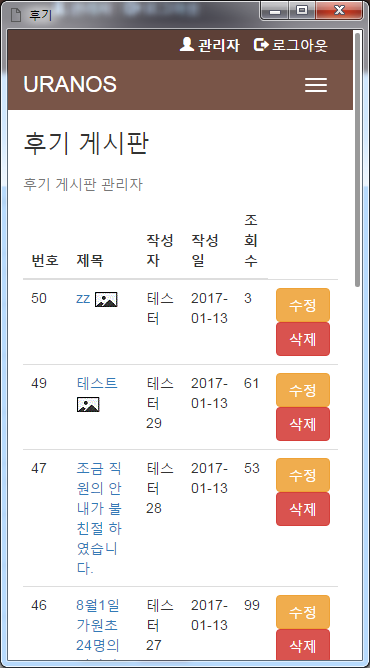 후기
관리자 로그아웃
URANOS
후기 게시판
후기 게시판 관리자
번호 제목 작성자 작성일 조회수
50 zz 테스터 2017-01-13 3 수정 삭제
49 테스트 테스터29 2017-01-13 61 수정 삭제
47 조금 직원의 안내가 불친절 하였습니다. 테스터28 2017-01-13 53 수정 삭제
46 8월1일 가원초 24명의 테스터27 2017-01-13 99 수정 삭제